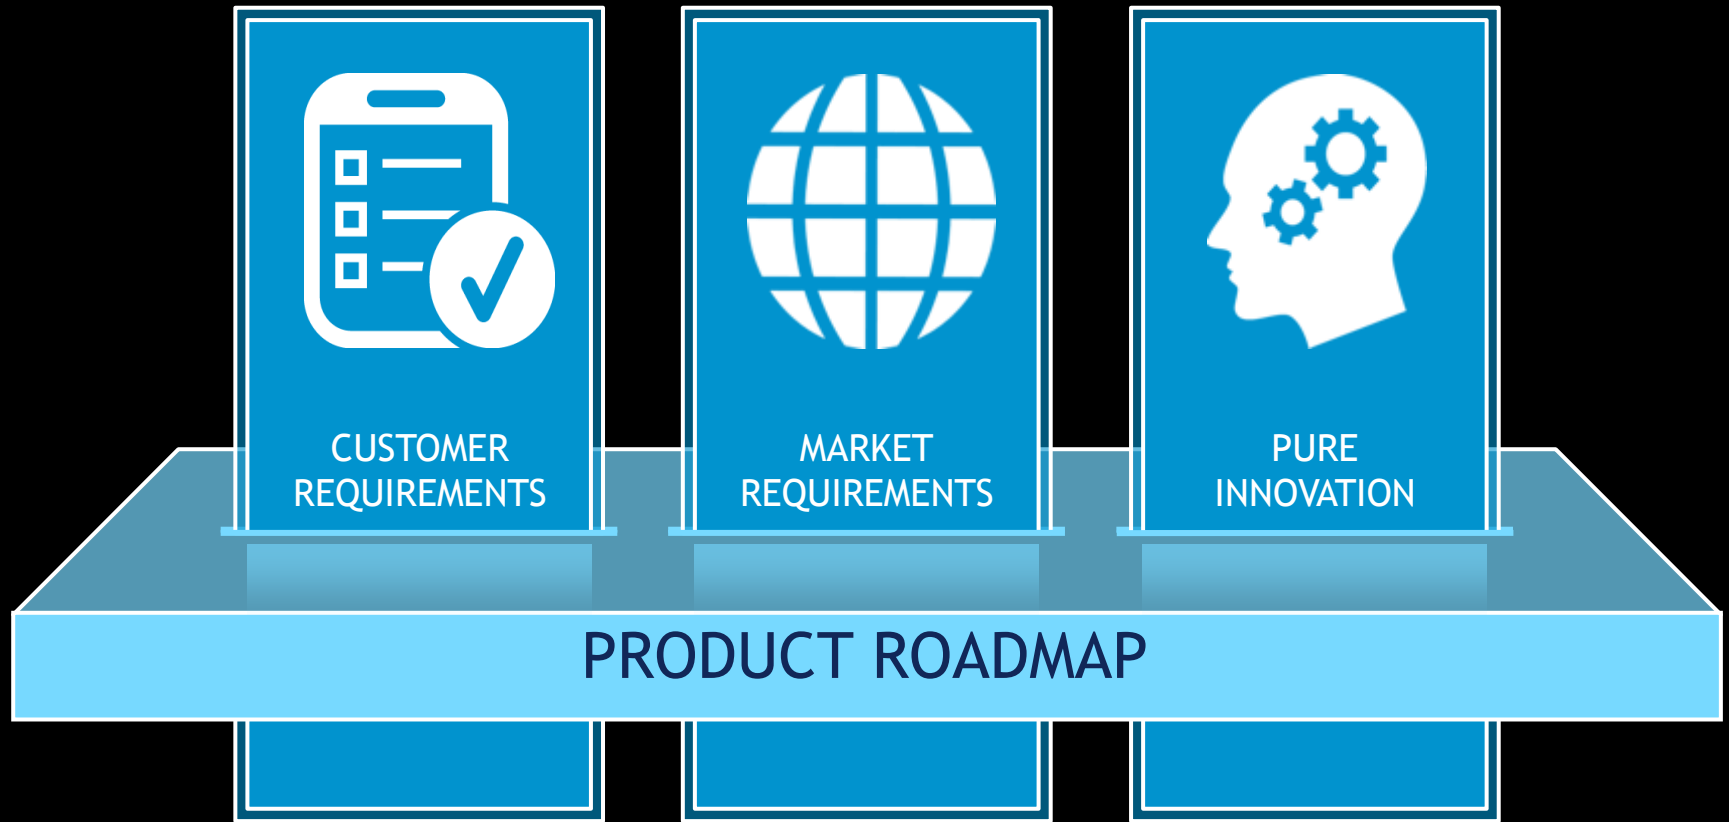 CUSTOMER
REQUIREMENTS
MARKET
REQUIREMENTS
PURE
INNOVATION
PRODUCT ROADMAP